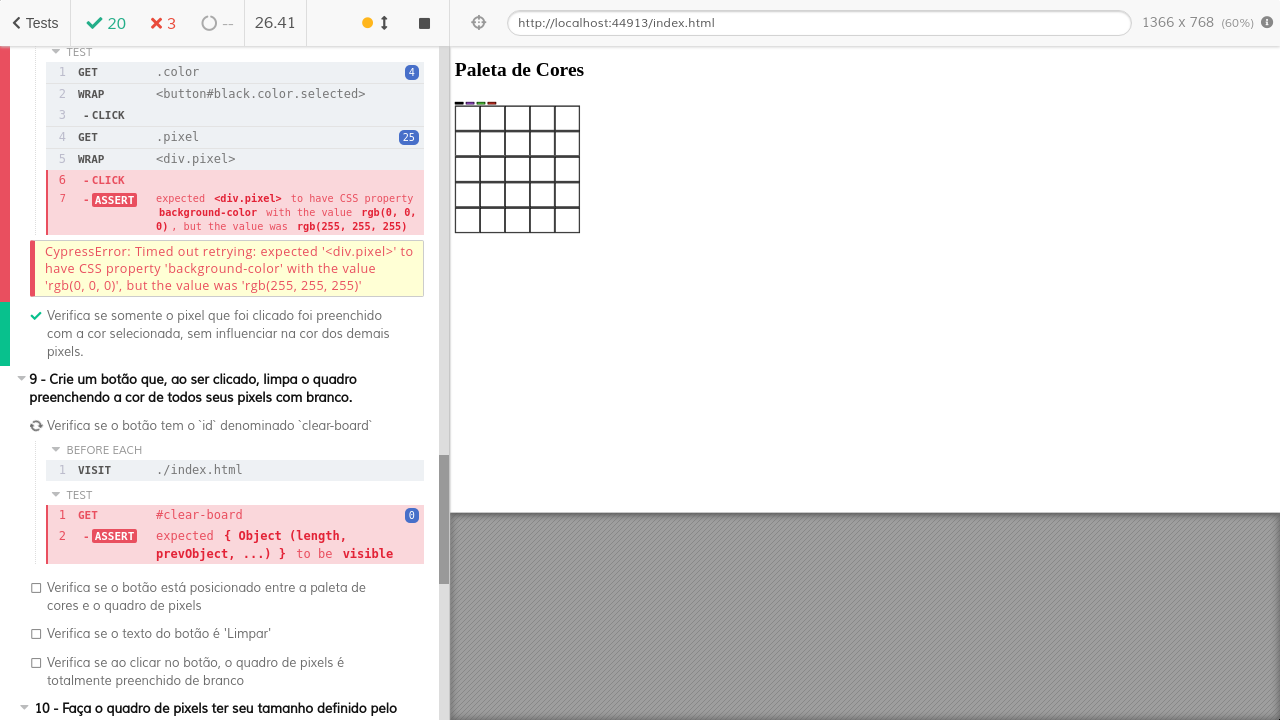 Tests 20 3 -- 26.41 http://localhost:44913/index.html 1366 x 768 (60%)
TEST
1 GET .color 4
2 WRAP <button#black.color.selected>
3 - CLICK
4 GET .pixel 25
5 WRAP <div.pixel>
6 - CLICK
7 - ASSERT expected <div.pixel> to have CSS property
background-color with the value rgb(0, 0,
0) , but the value was rgb(255, 255, 255)
CypressError: Timed out retrying: expected '<div.pixel>' to
have CSS property 'background-color' with the value
'rgb(0, 0, 0)', but the value was 'rgb(255, 255, 255)'
Verifica se somente o pixel que foi clicado foi preenchido
com a cor selecionada, sem influenciar na cor dos demais
pixels.
9 - Crie um botão que, ao ser clicado, limpa o quadro
preenchendo a cor de todos seus pixels com branco.
Verifica se o botão tem o `id` denominado `clear-board`
BEFORE EACH
1 VISIT ./index.html
TEST
1 GET #clear-board 0
2 - ASSERT expected { Object (length,
prevObject, ...) } to be visible
Verifica se o botão está posicionado entre a paleta de
cores e o quadro de pixels
Verifica se o texto do botão é 'Limpar'
Verifica se ao clicar no botão, o quadro de pixels é
totalmente preenchido de branco
10 - Faça o quadro de pixels ter seu tamanho definido pelo
Paleta de Cores